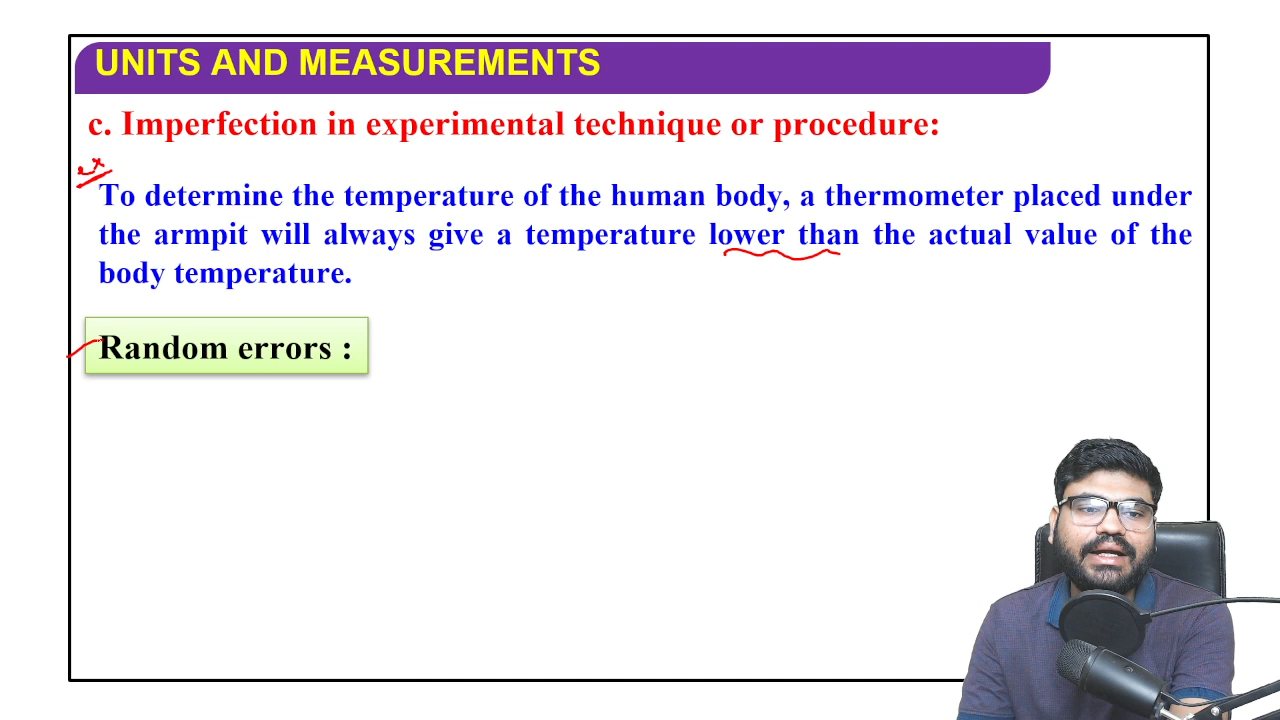 UNITS AND MEASUREMENTS
c. Imperfection in experimental technique or procedure:
ex
To determine the temperature of the human body, a thermometer placed under
the armpit will always give a temperature lower than the actual value of the
body temperature.
Random errors :